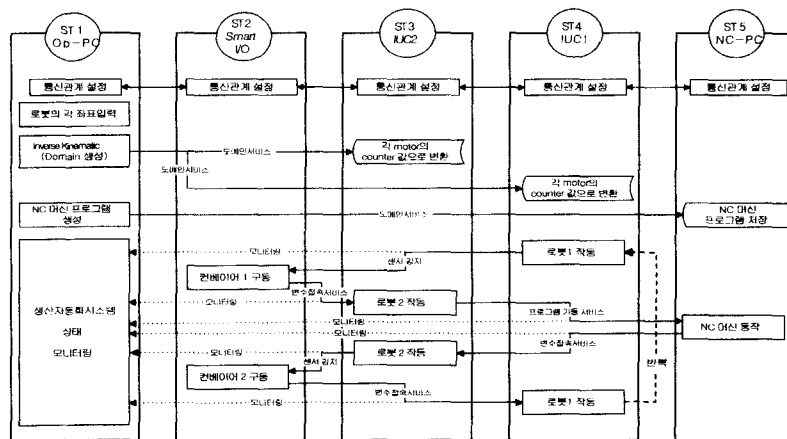 ST 1
Op-PC
ST2
Smart
I/O
ST3
IUC2
ST4
IUC1
ST 5
NC-PC
통신관계 설정
통신관계 설정
통신관계 설정
통신관계 설정
통신관계 설정
로봇의 각 좌표입력
Inverse Kinematic
(Domain 생성)
도메인서비스
각 motor의
counter 값으로 변환
도메인서비스
각 motor의
counter 값으로 변환
NC 머신 프로그램
생성
도메인서비스
NC 머신
프로그램 저장
모니터링
로봇1 작동
센서 감지
컨베이어 1 구동
변수접속서비스
모니터링
로봇 2 작동
프로그램 기동 서비스
생산자동화시스템
상태
모니터링
모니터링
모니터링
NC 머신 동작
변수접속서비스
모니터링
로봇 2 작동
반복
센서 감지
컨베이어 2 구동
변수접속서비스
모니터링
로봇1 작동